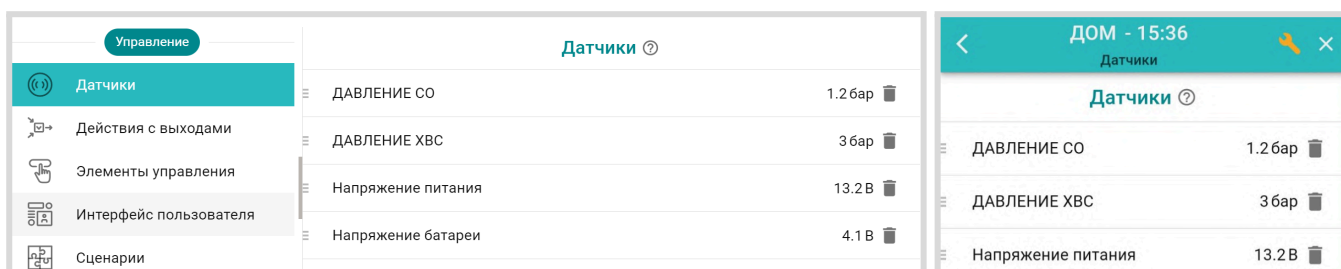 Управление
Датчики
Действия с выходами
Элементы управления
Интерфейс пользователя
Сценарии
Датчики ?
ДАВЛЕНИЕ СО 1.2 бар
ДАВЛЕНИЕ ХВС 3 бар
Напряжение питания 13.2 В
Напряжение батареи 4.1 В
ДОМ - 15:36
Датчики
Датчики ?
ДАВЛЕНИЕ СО 1.2 бар
ДАВЛЕНИЕ ХВС 3 бар
Напряжение питания 13.2 В